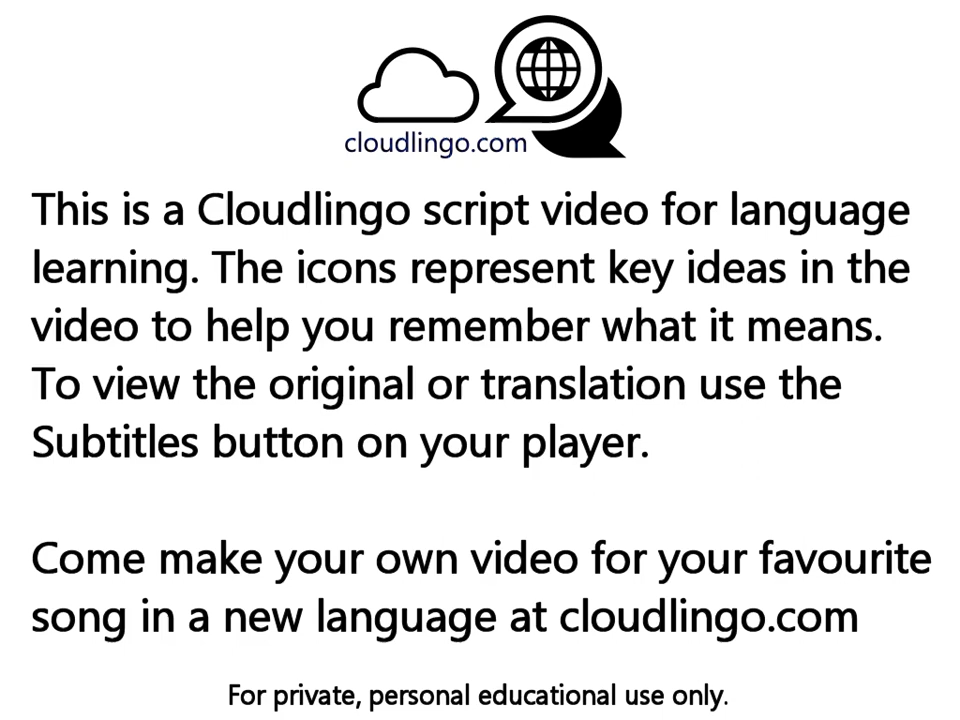 cloudlingo.com
This is a Cloudlingo script video for language
learning. The icons represent key ideas in the
video to help you remember what it means.
To view the original or translation use the
Subtitles button on your player.
Come make your own video for your favourite
song in a new language at cloudlingo.com
For private, personal educational use only.